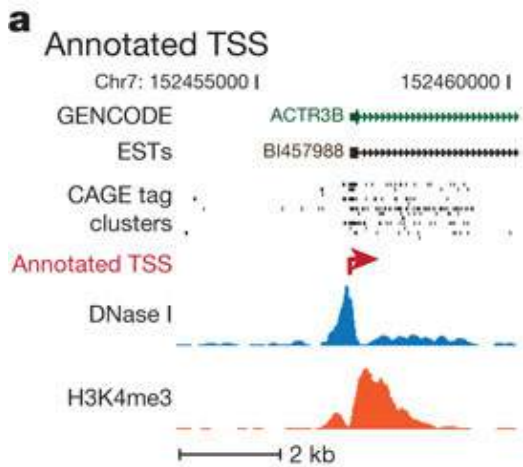 a
Annotated TSS
Chr7: 152455000 152460000
GENCODE ACTR3B
ESTs BI457988
CAGE tag
clusters
Annotated TSS
DNase I
H3K4me3
2 kb